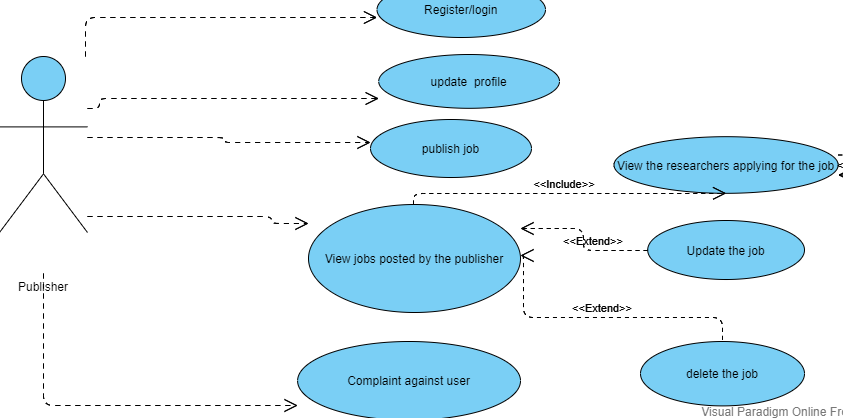 Register/login
update profile
publish job
<<Include>>
View the researchers applying for the job
<<Extend>>
Update the job
View jobs posted by the publisher
Publisher
<<Extend>>
Complaint against user
delete the job
Visual Paradigm Online Fr